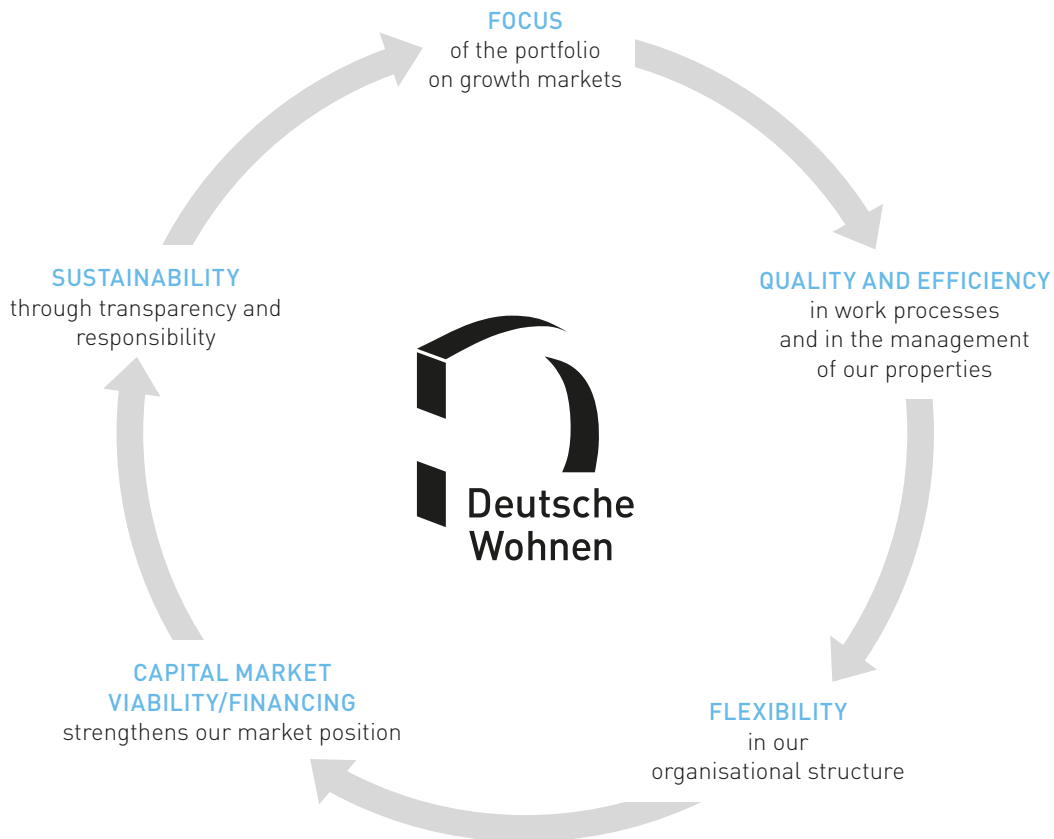 FOCUS
of the portfolio
on growth markets
QUALITY AND EFFICIENCY
in work processes
and in the management
of our properties
FLEXIBILITY
in our
organisational structure
CAPITAL MARKET
VIABILITY/FINANCING
strengthens our market position
SUSTAINABILITY
through transparency and
responsibility
Deutsche
Wohnen